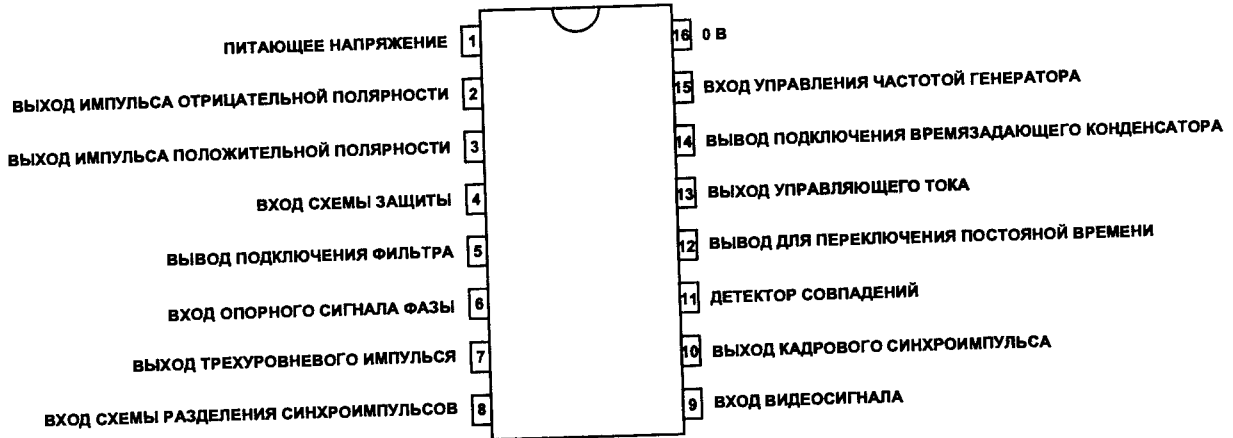 ПИТАЮЩЕЕ НАПРЯЖЕНИЕ 1
ВЫХОД ИМПУЛЬСА ОТРИЦАТЕЛЬНОЙ ПОЛЯРНОСТИ 2
ВЫХОД ИМПУЛЬСА ПОЛОЖИТЕЛЬНОЙ ПОЛЯРНОСТИ 3
ВХОД СХЕМЫ ЗАЩИТЫ 4
ВЫВОД ПОДКЛЮЧЕНИЯ ФИЛЬТРА 5
ВХОД ОПОРНОГО СИГНАЛА ФАЗЫ 6
ВЫХОД ТРЕХУРОВНЕВОГО ИМПУЛЬСЯ 7
ВХОД СХЕМЫ РАЗДЕЛЕНИЯ СИНХРОИМПУЛЬСОВ 8
16 0 В
15 ВХОД УПРАВЛЕНИЯ ЧАСТОТОЙ ГЕНЕРАТОРА
14 ВЫВОД ПОДКЛЮЧЕНИЯ ВРЕМЯЗАДАЮЩЕГО КОНДЕНСАТОРА
13 ВЫХОД УПРАВЛЯЮЩЕГО ТОКА
12 ВЫВОД ДЛЯ ПЕРЕКЛЮЧЕНИЯ ПОСТОЯНОЙ ВРЕМЕНИ
11 ДЕТЕКТОР СОВПАДЕНИЙ
10 ВЫХОД КАДРОВОГО СИНХРОИМПУЛЬСА
9 ВХОД ВИДЕОСИГНАЛА